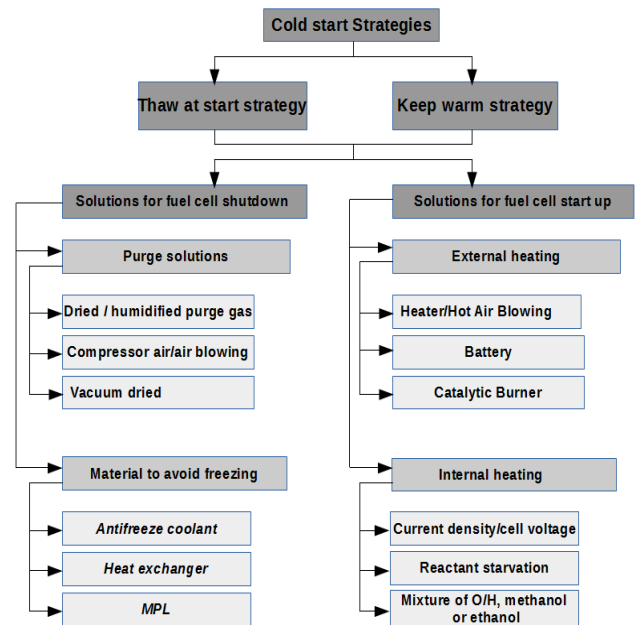 Cold start Strategies
Thaw at start strategy
Keep warm strategy
Solutions for fuel cell shutdown
Solutions for fuel cell start up
Purge solutions
External heating
Dried / humidified purge gas
Heater/Hot Air Blowing
Compressor air/air blowing
Battery
Vacuum dried
Catalytic Burner
Material to avoid freezing
Internal heating
Antifreeze coolant
Current density/cell voltage
Heat exchanger
Reactant starvation
MPL
Mixture of O/H, methanol
or ethanol